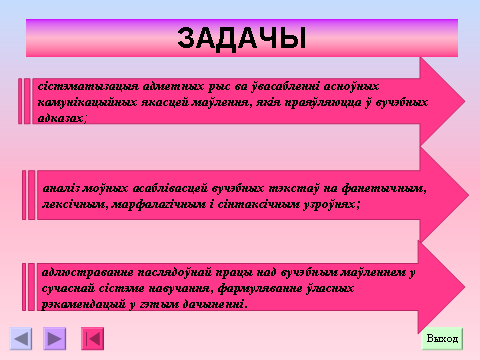 ЗАДАЧЫ
сістэматызацыя адметных рыс ва ўвасабленні асноўных
камунікацыйных якасцей маўлення, якія праяўляюцца ў вучэбных
адказах;
аналіз моўных асаблівасцей вучэбных тэкстаў на фанетычным,
лексічным, марфалагічным і сінтаксічным узроўнях;
адлюстраванне паслядоўнай працы над вучэбным маўленнем у
сучаснай сістэме навучання, фармуляванне ўласных
рэкамендацый у гэтым дачыненні.
Выхад